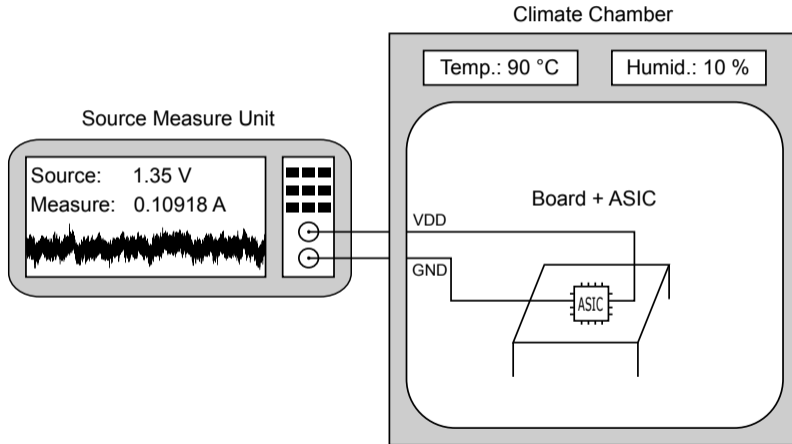 Climate Chamber
Temp.: 90 °C
Humid.: 10 %
Source Measure Unit
Source: 1.35 V
Measure: 0.10918 A
Board + ASIC
VDD
GND
ASIC